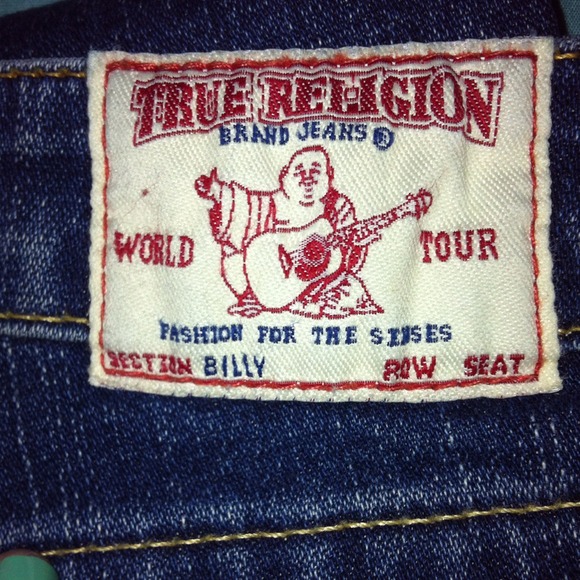 TRUE RELIGION
BRAND JEANS ®
WORLD TOUR
FASHION FOR THE SENSES
SECTION BILLY ROW SEAT